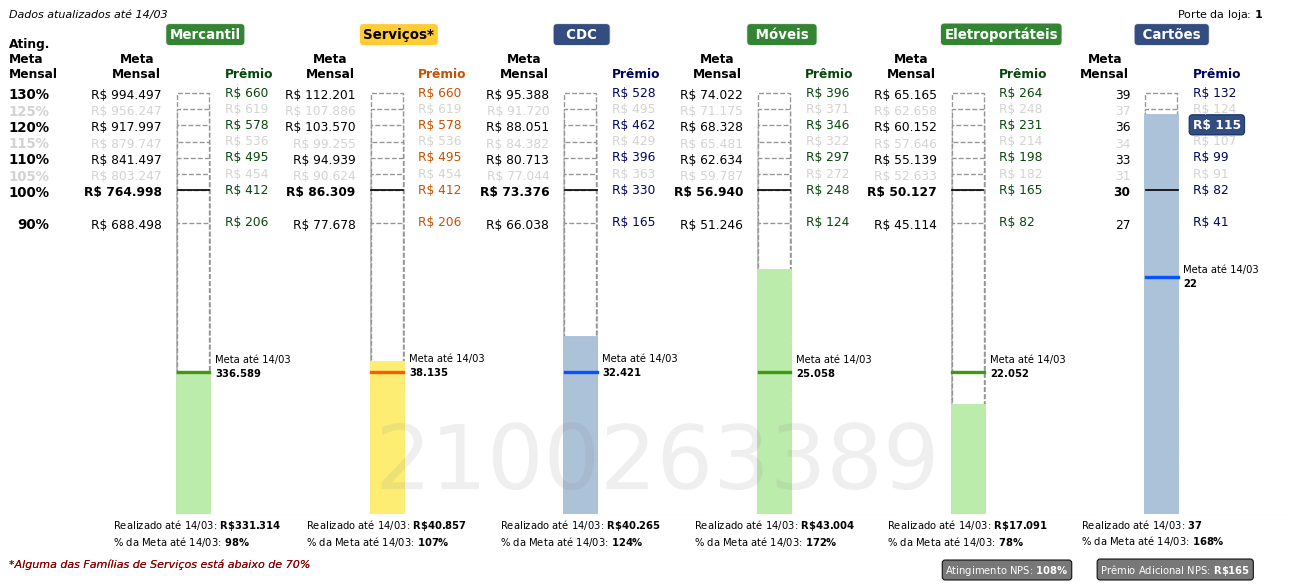 Dados atualizados até 14/03 Porte da loja: 1
Mercantil Serviços* CDC Móveis Eletroportáteis Cartões
Ating. Meta Mensal Meta Mensal Prêmio Meta Mensal Prêmio Meta Mensal Prêmio Meta Mensal Prêmio Meta Mensal Prêmio Meta Mensal Prêmio
130% R$ 994.497 R$ 660 R$ 112.201 R$ 660 R$ 95.388 R$ 528 R$ 74.022 R$ 396 R$ 65.165 R$ 264 39 R$ 132
125% R$ 956.247 R$ 619 R$ 107.886 R$ 619 R$ 91.720 R$ 495 R$ 71.175 R$ 371 R$ 62.658 R$ 248 37 R$ 124
120% R$ 917.997 R$ 578 R$ 103.570 R$ 578 R$ 88.051 R$ 462 R$ 68.328 R$ 346 R$ 60.152 R$ 231 36 R$ 115
115% R$ 879.747 R$ 536 R$ 99.255 R$ 536 R$ 84.382 R$ 429 R$ 65.481 R$ 322 R$ 57.646 R$ 214 34 R$ 107
110% R$ 841.497 R$ 495 R$ 94.939 R$ 495 R$ 80.713 R$ 396 R$ 62.634 R$ 297 R$ 55.139 R$ 198 33 R$ 99
105% R$ 803.247 R$ 454 R$ 90.624 R$ 454 R$ 77.044 R$ 363 R$ 59.787 R$ 272 R$ 52.633 R$ 182 31 R$ 91
100% R$ 764.998 R$ 412 R$ 86.309 R$ 412 R$ 73.376 R$ 330 R$ 56.940 R$ 248 R$ 50.127 R$ 165 30 R$ 82
90% R$ 688.498 R$ 206 R$ 77.678 R$ 206 R$ 66.038 R$ 165 R$ 51.246 R$ 124 R$ 45.114 R$ 82 27 R$ 41
Meta até 14/03
22
Meta até 14/03 Meta até 14/03 Meta até 14/03 Meta até 14/03 Meta até 14/03
336.589 38.135 32.421 25.058 22.052
2100263389
Realizado até 14/03: R$331.314 Realizado até 14/03: R$40.857 Realizado até 14/03: R$40.265 Realizado até 14/03: R$43.004 Realizado até 14/03: R$17.091 Realizado até 14/03: 37
% da Meta até 14/03: 98% % da Meta até 14/03: 107% % da Meta até 14/03: 124% % da Meta até 14/03: 172% % da Meta até 14/03: 78% % da Meta até 14/03: 168%
*Alguma das Famílias de Serviços está abaixo de 70% Atingimento NPS: 108% Prêmio Adicional NPS: R$165